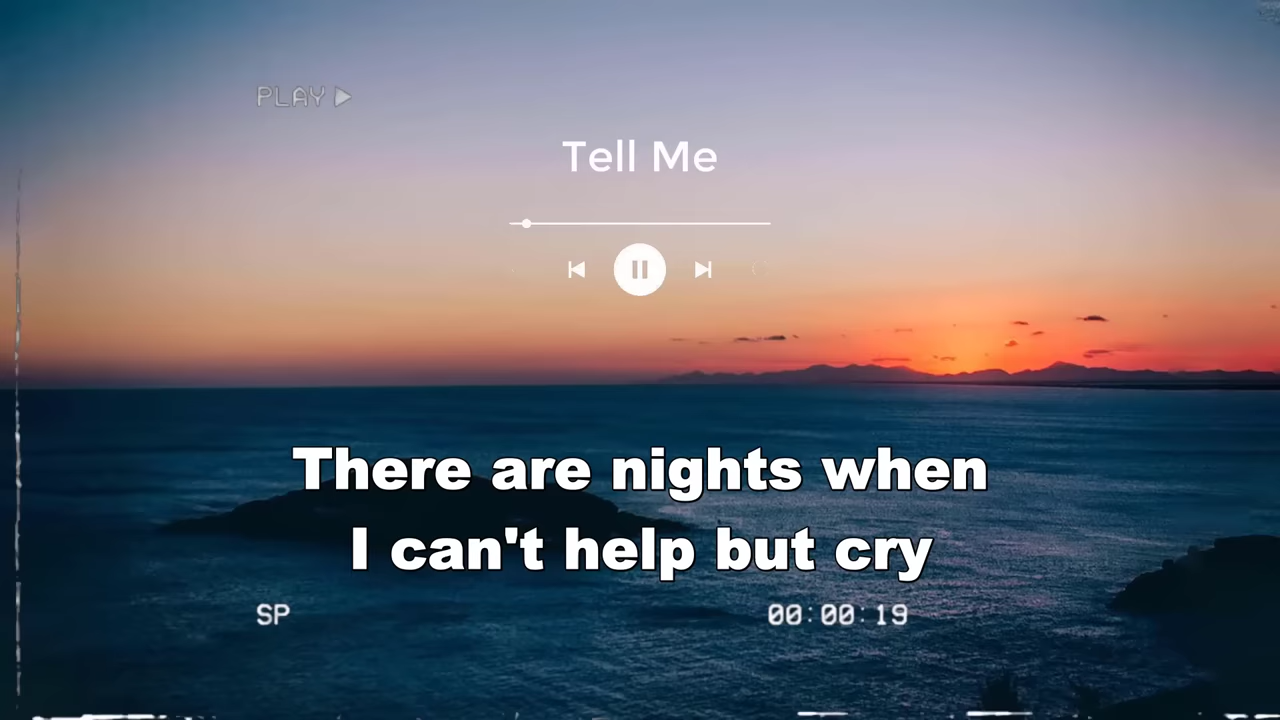 PLAY
Tell Me
There are nights when
I can't help but cry
SP
00:00:19